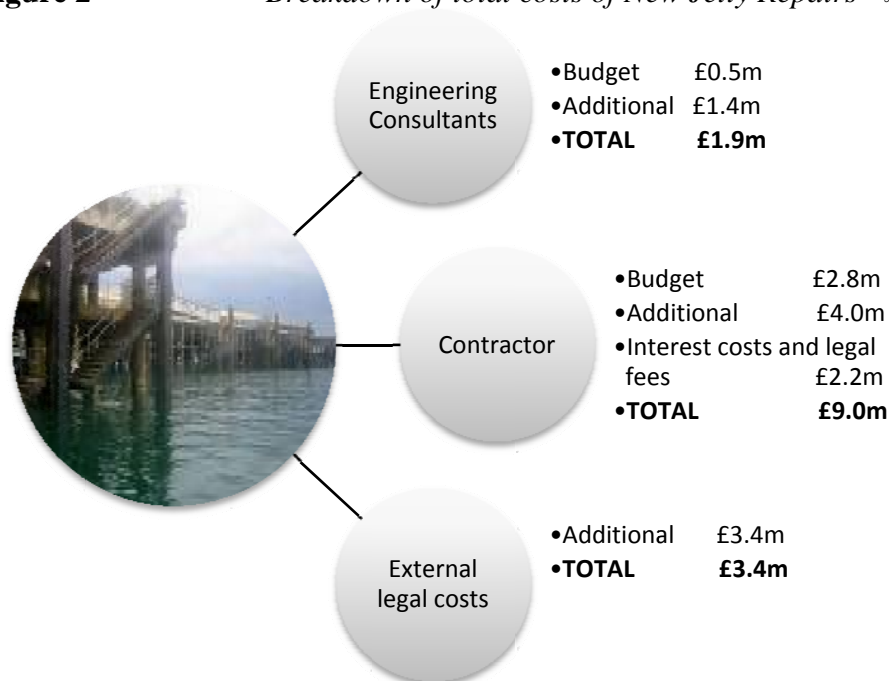 Breakdown of total costs of New Jetty Repairs
Engineering
Consultants
•Budget £0.5m
•Additional £1.4m
•TOTAL £1.9m
Contractor
•Budget £2.8m
•Additional £4.0m
•Interest costs and legal
fees £2.2m
•TOTAL £9.0m
External
legal costs
•Additional £3.4m
•TOTAL £3.4m